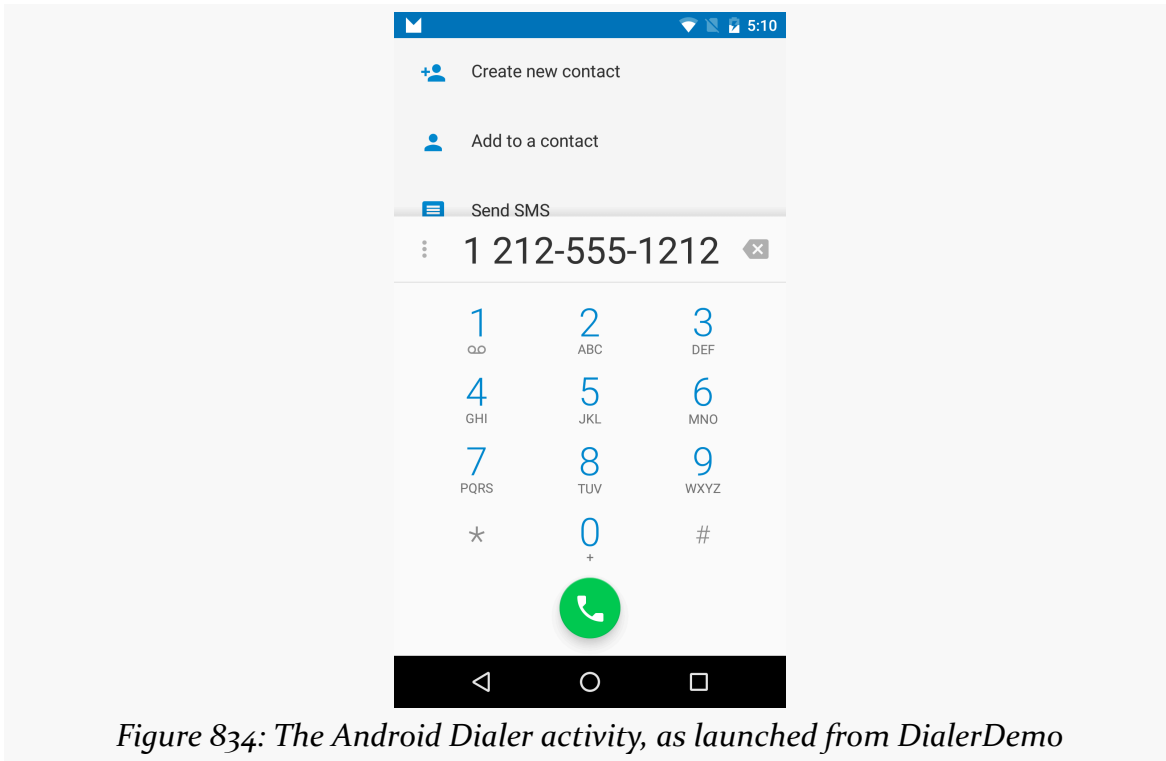 5:10
Create new contact
Add to a contact
Send SMS
1 212-555-1212
1 2 3
ABC DEF
4 5 6
GHI JKL MNO
7 8 9
PQRS TUV WXYZ
* 0 #
+
Figure 834: The Android Dialer activity, as launched from DialerDemo